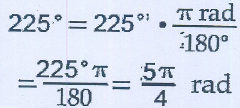 225° = 225° • π rad / 180°
= 225° π / 180 = 5π / 4 rad